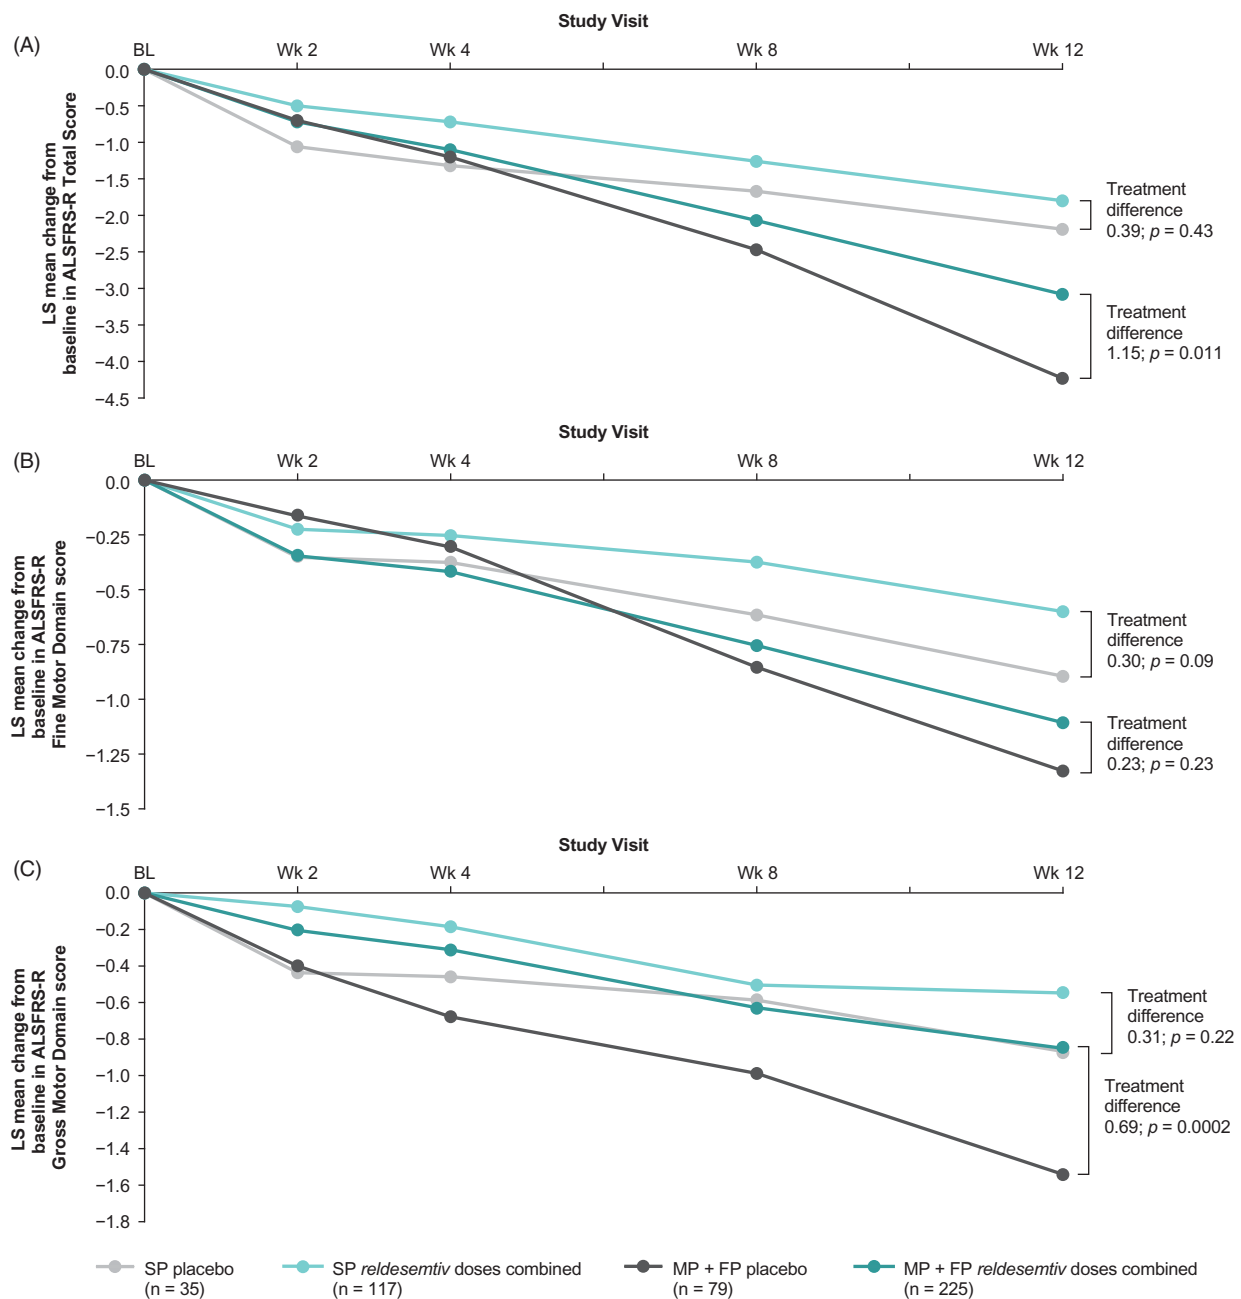 Study Visit
(A)
BL Wk 2 Wk 4 Wk 8 Wk 12
0.0
−0.5
−1.0
−1.5
−2.0
−2.5
−3.0
−3.5
−4.0
−4.5
LS mean change from
baseline in ALSFRS-R Total Score
Treatment
difference
0.39; p = 0.43
Treatment
difference
1.15; p = 0.011
Study Visit
(B)
BL Wk 2 Wk 4 Wk 8 Wk 12
0.0
−0.25
−0.5
−0.75
−1.0
−1.25
−1.5
LS mean change from
baseline in ALSFRS-R
Fine Motor Domain score
Treatment
difference
0.30; p = 0.09
Treatment
difference
0.23; p = 0.23
Study Visit
(C)
BL Wk 2 Wk 4 Wk 8 Wk 12
0.0
−0.2
−0.4
−0.6
−0.8
−1.0
−1.2
−1.4
−1.6
−1.8
LS mean change from
baseline in ALSFRS-R
Gross Motor Domain score
Treatment
difference
0.31; p = 0.22
Treatment
difference
0.69; p = 0.0002
SP placebo
(n = 35)
SP reldesemtiv doses combined
(n = 117)
MP + FP placebo
(n = 79)
MP + FP reldesemtiv doses combined
(n = 225)